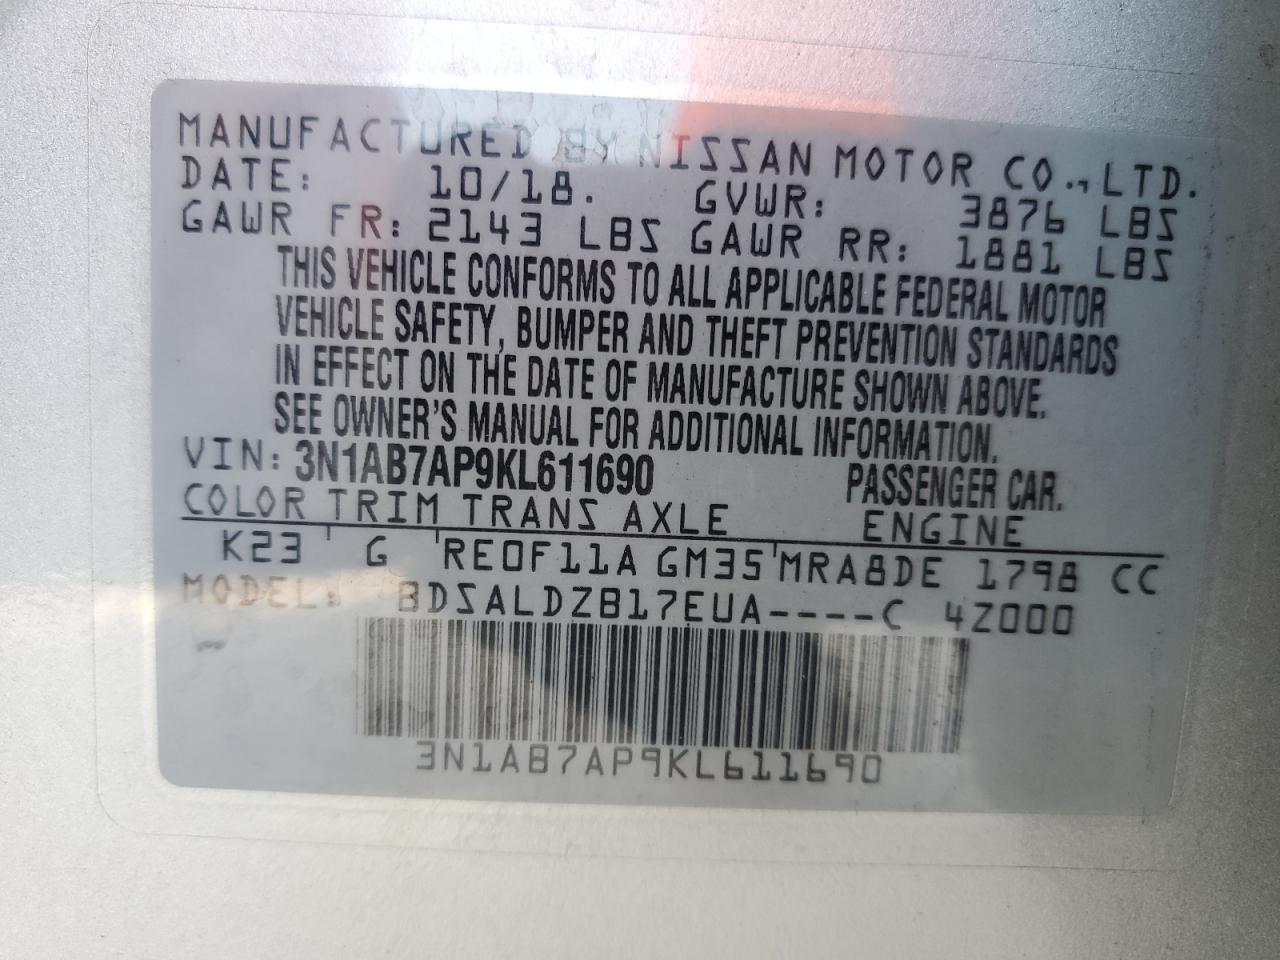 MANUFACTURED BY NISSAN MOTOR CO., LTD.
DATE: 10/18. GVWR: 3876 LBS
GAWR FR: 2143 LBS GAWR RR: 1881 LBS
THIS VEHICLE CONFORMS TO ALL APPLICABLE FEDERAL MOTOR
VEHICLE SAFETY, BUMPER AND THEFT PREVENTION STANDARDS
IN EFFECT ON THE DATE OF MANUFACTURE SHOWN ABOVE.
SEE OWNER'S MANUAL FOR ADDITIONAL INFORMATION.
VIN: 3N1AB7AP9KL611690 PASSENGER CAR.
COLOR TRIM TRANS AXLE ENGINE
K23 G RE0F11A GM35 MRA8DE 1798 CC
MODEL: BDSALDZB17EUA----C 4Z000
3N1AB7AP9KL611690